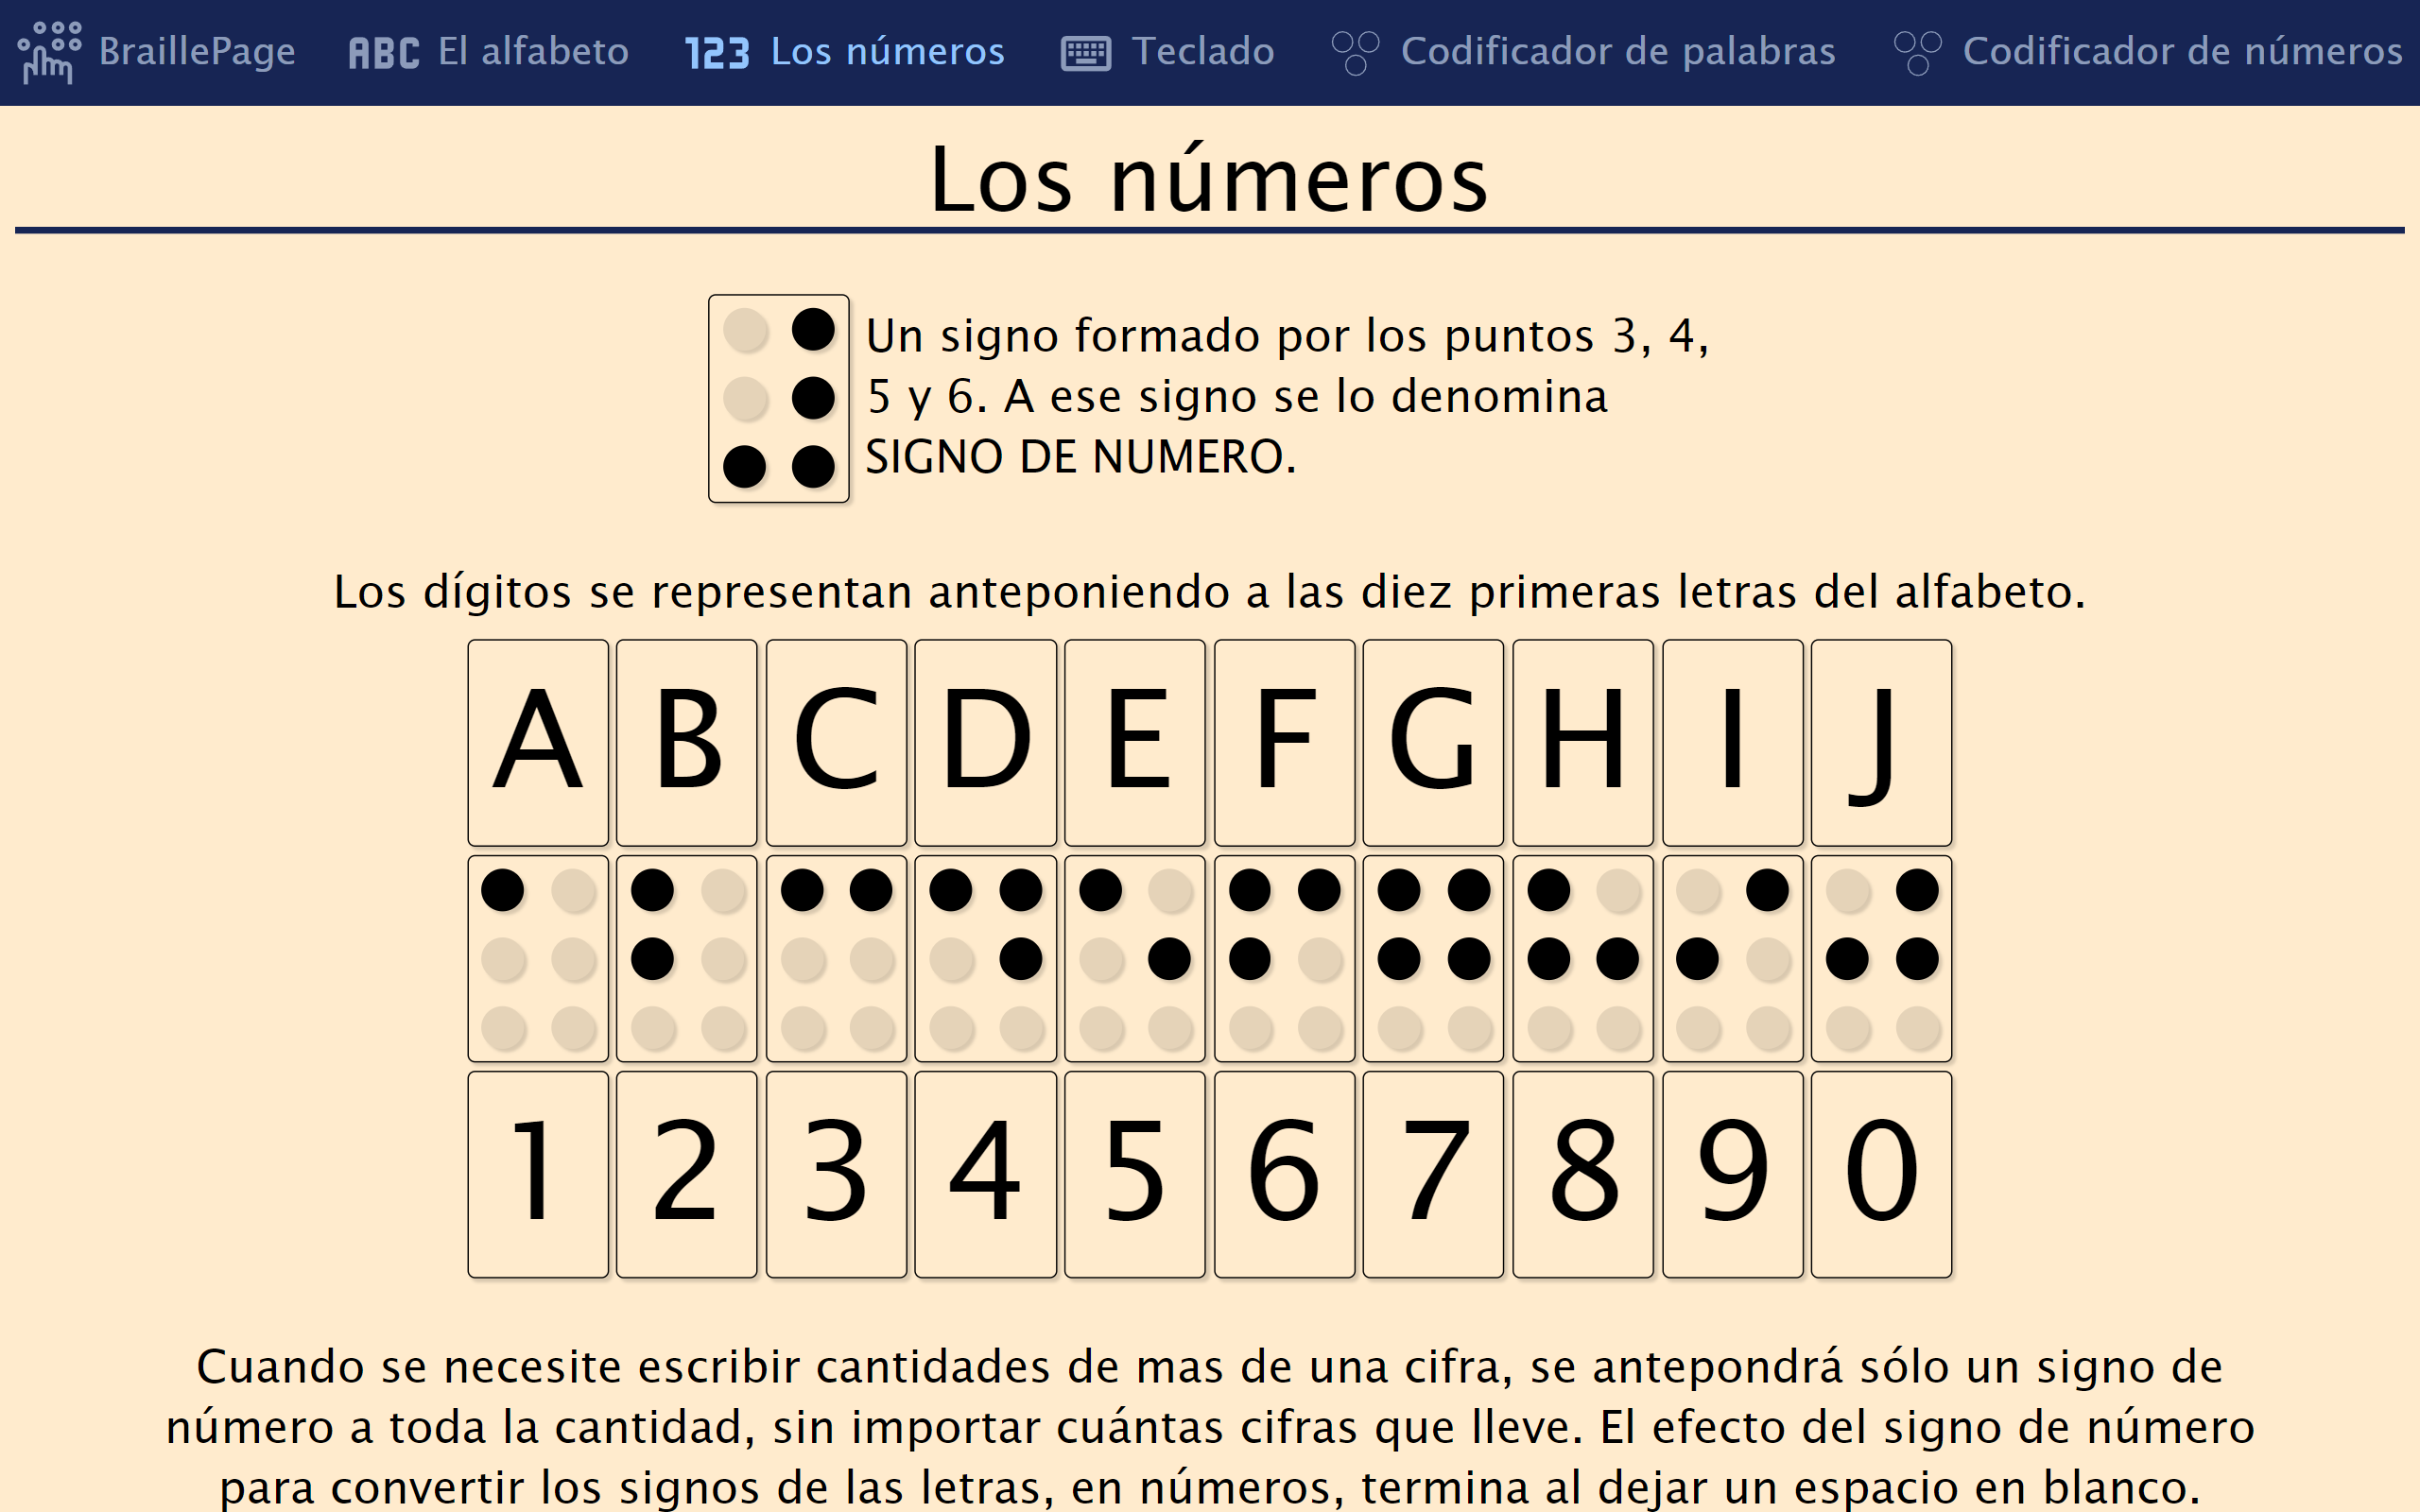 BraillePage ABC El alfabeto 123 Los números Teclado Codificador de palabras Codificador de números
Los números
Un signo formado por los puntos 3, 4,
5 y 6. A ese signo se lo denomina
SIGNO DE NUMERO.
Los dígitos se representan anteponiendo a las diez primeras letras del alfabeto.
A B C D E F G H I J
1 2 3 4 5 6 7 8 9 0
Cuando se necesite escribir cantidades de mas de una cifra, se antepondrá sólo un signo de
número a toda la cantidad, sin importar cuántas cifras que lleve. El efecto del signo de número
para convertir los signos de las letras, en números, termina al dejar un espacio en blanco.